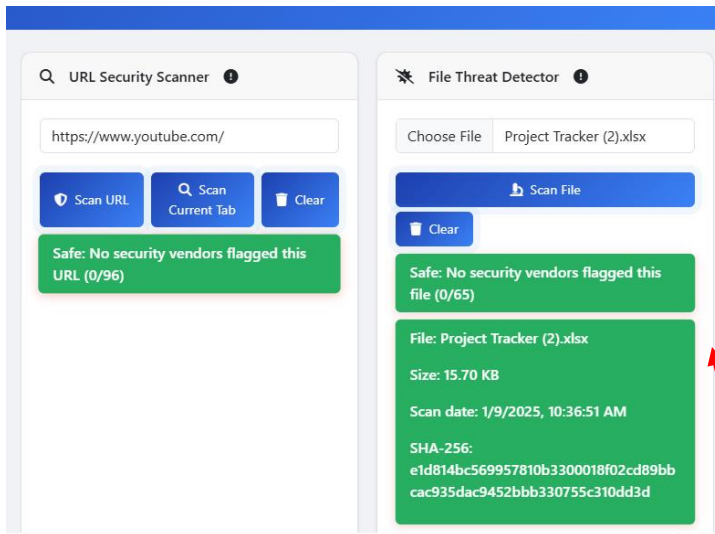 URL Security Scanner
https://www.youtube.com/
Scan URL
Scan
Current Tab
Clear
Safe: No security vendors flagged this
URL (0/96)
File Threat Detector
Choose File Project Tracker (2).xlsx
Scan File
Clear
Safe: No security vendors flagged this
file (0/65)
File: Project Tracker (2).xlsx
Size: 15.70 KB
Scan date: 1/9/2025, 10:36:51 AM
SHA-256:
e1d814bc569957810b3300018f02cd89bb
cac935dac9452bbb330755c310dd3d